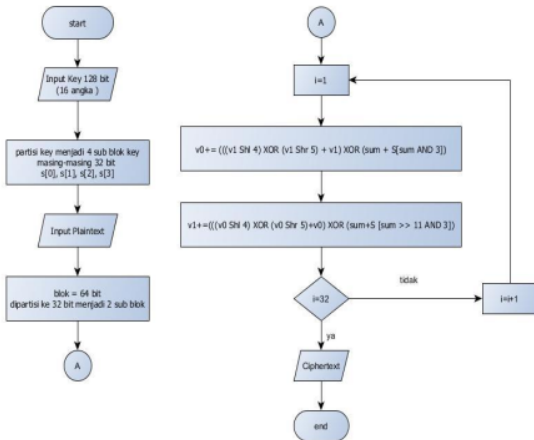 start
Input Key 128 bit
(16 angka )
partisi key menjadi 4 sub blok key
masing-masing 32 bit
s[0], s[1], s[2], s[3]
Input Plaintext
blok = 64 bit
dipartisi ke 32 bit menjadi 2 sub blok
A
A
i=1
v0+= (((v1 Shl 4) XOR (v1 Shr 5) + v1) XOR (sum + S[sum AND 3])
v1+=(((v0 Shl 4) XOR (v0 Shr 5)+v0) XOR (sum+S [sum >> 11 AND 3])
i=32
tidak
i=i+1
ya
Ciphertext
end